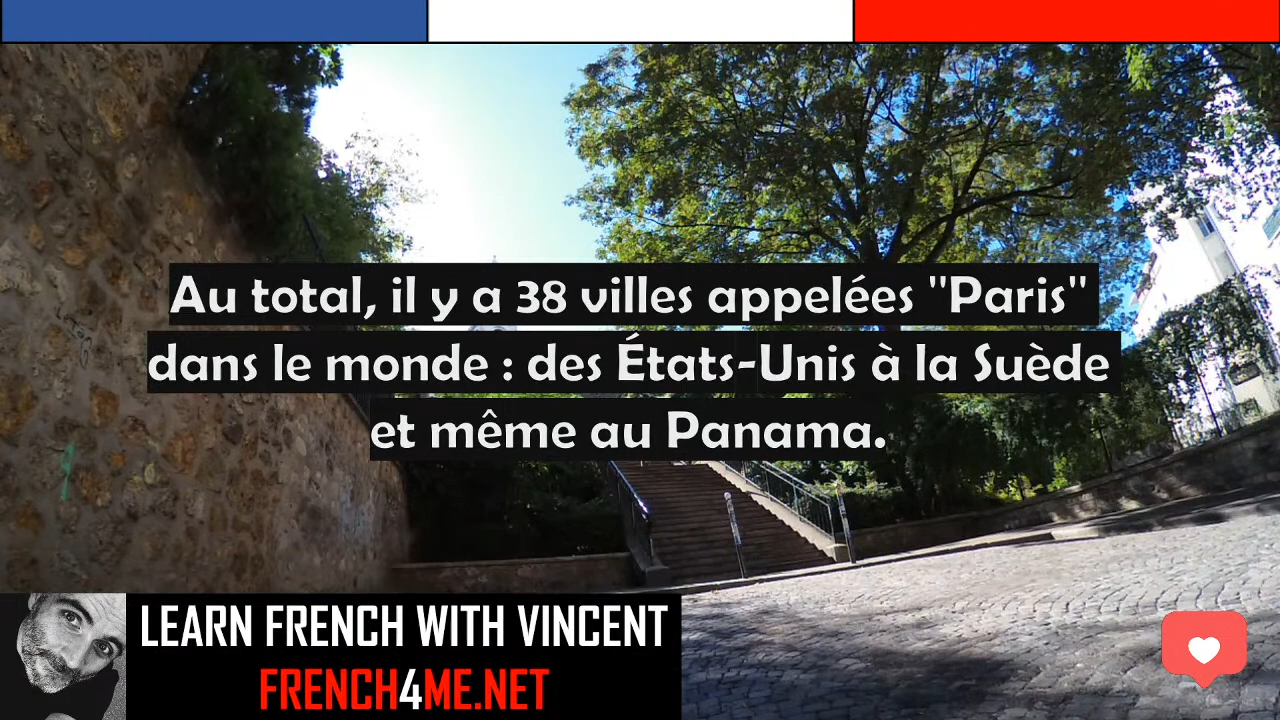 Au total, il y a 38 villes appelées "Paris"
dans le monde : des États-Unis à la Suède
et même au Panama.
LEARN FRENCH WITH VINCENT
FRENCH4ME.NET